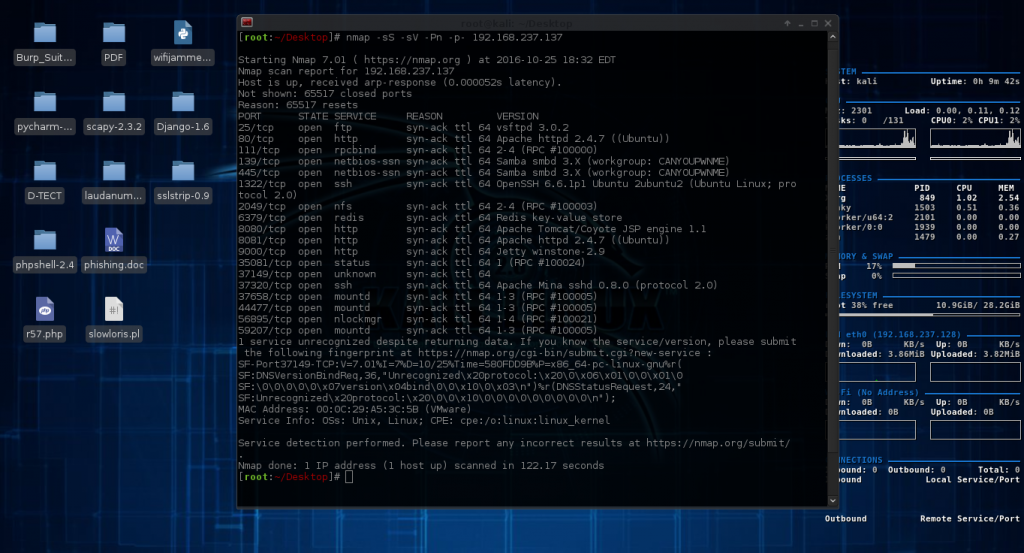 root@kali: ~/Desktop
[root:~/Desktop]# nmap -sS -sV -Pn -p- 192.168.237.137
Starting Nmap 7.01 ( https://nmap.org ) at 2016-10-25 18:32 EDT
Nmap scan report for 192.168.237.137
Host is up, received arp-response (0.000052s latency).
Not shown: 65517 closed ports
Reason: 65517 resets
PORT STATE SERVICE REASON VERSION
25/tcp open ftp syn-ack ttl 64 vsftpd 3.0.2
80/tcp open http syn-ack ttl 64 Apache httpd 2.4.7 ((Ubuntu))
111/tcp open rpcbind syn-ack ttl 64 2-4 (RPC #100000)
139/tcp open netbios-ssn syn-ack ttl 64 Samba smbd 3.X (workgroup: CANYOUPWNME)
445/tcp open netbios-ssn syn-ack ttl 64 Samba smbd 3.X (workgroup: CANYOUPWNME)
1322/tcp open ssh syn-ack ttl 64 OpenSSH 6.6.1p1 Ubuntu 2ubuntu2 (Ubuntu Linux; pro
tocol 2.0)
2049/tcp open nfs syn-ack ttl 64 2-4 (RPC #100003)
6379/tcp open redis syn-ack ttl 64 Redis key-value store
8080/tcp open http syn-ack ttl 64 Apache Tomcat/Coyote JSP engine 1.1
8081/tcp open http syn-ack ttl 64 Apache httpd 2.4.7 ((Ubuntu))
9000/tcp open http syn-ack ttl 64 Jetty winstone-2.9
35081/tcp open status syn-ack ttl 64 1 (RPC #100024)
37149/tcp open unknown syn-ack ttl 64
37320/tcp open ssh syn-ack ttl 64 Apache Mina sshd 0.8.0 (protocol 2.0)
37658/tcp open mountd syn-ack ttl 64 1-3 (RPC #100005)
44477/tcp open mountd syn-ack ttl 64 1-3 (RPC #100005)
56895/tcp open nlockmgr syn-ack ttl 64 1-4 (RPC #100021)
59207/tcp open mountd syn-ack ttl 64 1-3 (RPC #100005)
1 service unrecognized despite returning data. If you know the service/version, please submit
the following fingerprint at https://nmap.org/cgi-bin/submit.cgi?new-service :
SF-Port37149-TCP:V=7.01%I=7%D=10/25%Time=580FDD9B%P=x86_64-pc-linux-gnu%r(
SF:DNSVersionBindReq,36,"Unrecognized\x20protocol:\x20\0\x06\x01\0\0\x01\0
SF:\0\0\0\0\0\x07version\x04bind\0\0\x10\0\x03\n")%r(DNSStatusRequest,24,"
SF:Unrecognized\x20protocol:\x20\0\0\x10\0\0\0\0\0\0\0\0\0\n");
MAC Address: 00:0C:29:A5:3C:5B (VMware)
Service Info: OSs: Unix, Linux; CPE: cpe:/o:linux:linux_kernel
Service detection performed. Please report any incorrect results at https://nmap.org/submit/
.
Nmap done: 1 IP address (1 host up) scanned in 122.17 seconds
[root:~/Desktop]#
Burp_Suit...
PDF
wifijamme...
pycharm-...
scapy-2.3.2
Django-1.6
D-TECT
laudanum...
sslstrip-0.9
phpshell-2.4
phishing.doc
r57.php
slowloris.pl
STEM
st: kali Uptime: 0h 9m 42s
: 2301 Load: 0.00, 0.11, 0.12
ks: 0 /131 CPU0: 2% CPU1: 2%
OCESSES
ME PID CPU MEM
rg 849 1.02 2.54
nky 1503 0.51 0.36
orker/u64:2 2101 0.00 0.00
orker/0:0 1939 0.00 0.00
1479 0.00 0.27
MORY & SWAP
M 17%
ap 0%
LESYSTEM
ot 38% free 10.9GiB/ 28.2GiB
eth0 (192.168.237.128)
wn: 0B KB/s Up: 0B KB/s
wnloaded: 3.86MiB Uploaded: 3.82MiB
Fi (No Address)
wn: 0B KB/s Up: 0B KB/s
wnloaded: 0B Uploaded: 0B
NNECTIONS
bound: 0 Outbound: 0 Total: 0
bound Local Service/Port
Outbound Remote Service/Port